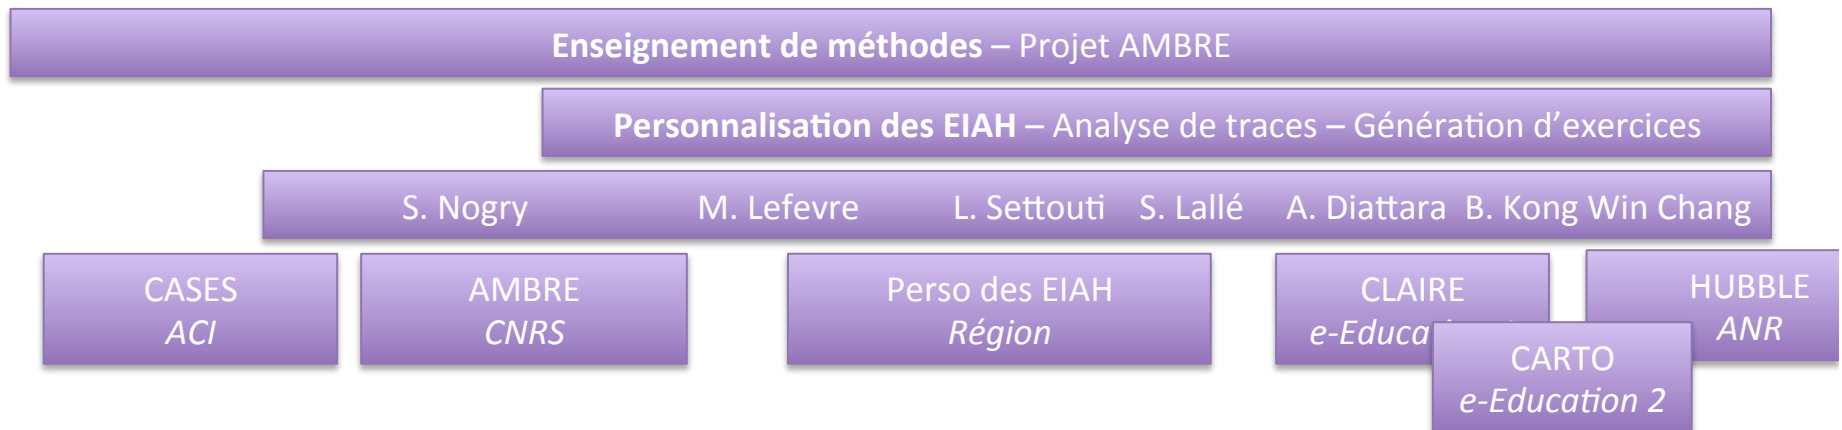 Enseignement de méthodes – Projet AMBRE
Personnalisation des EIAH – Analyse de traces – Génération d’exercices
S. Nogry M. Lefevre L. Settouti S. Lallé A. Diattara B. Kong Win Chang
CASES
ACI
AMBRE
CNRS
Perso des EIAH
Région
CLAIRE
HUBBLE
ANR
CARTO
e-Education 2